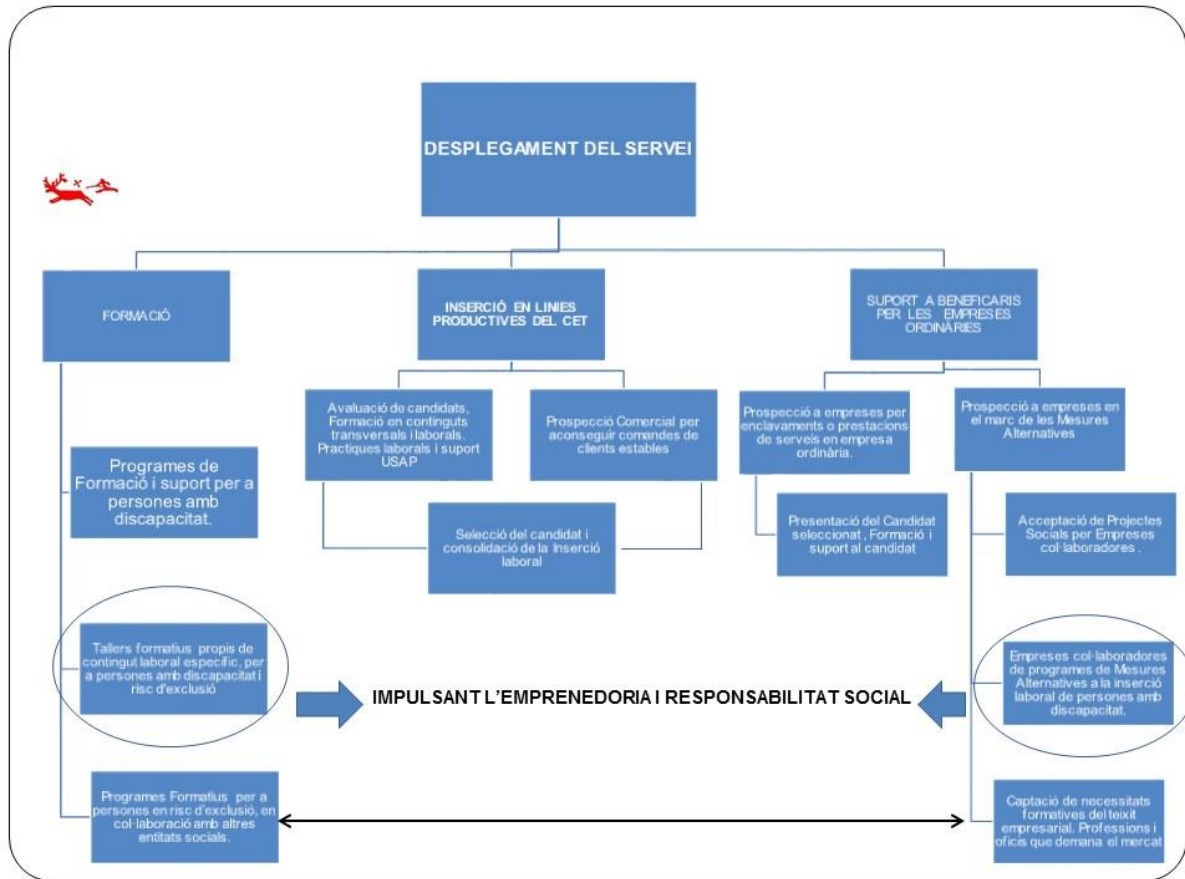 DESPLEGAMENT DEL SERVEI
FORMACIÓ
INSERCIÓ EN LINIES
PRODUCTIVES DEL CET
SUPORT A BENEFICARIS
PER LES EMPRESES
ORDINÀRIES
Avaluació de candidats,
Formació en continguts
transversals i laborals.
Practiques laborals i suport
USAP
Prospecció Comercial per
aconseguir comandes de
clients estables
Prospecció a empreses per
enclavaments o prestacions
de serveis en empresa
ordinària.
Prospecció a empreses en
el marc de les Mesures
Alternatives
Programes de
Formació i suport per a
persones amb
discapacitat.
Selecció del candidat i
consolidació de la Inserció
laboral
Presentació del Candidat
seleccionat , Formació i
suport al candidat
Acceptació de Projectes
Socials per Empreses
col·laboradores .
Tallers formatius propis de
contingut laboral específic, per
a persones amb discapacitat i
risc d'exclusió
IMPULSANT L'EMPRENEDORIA I RESPONSABILITAT SOCIAL
Empreses col·laboradores
de programes de Mesures
Alternatives a la inserció
laboral de persones amb
discapacitat.
Programes Formatius per a
persones en risc d'exclusió, en
col·laboració amb altres
entitats socials.
Captació de necessitats
formatives del teixit
empresarial. Professions i
oficis que demana el mercat